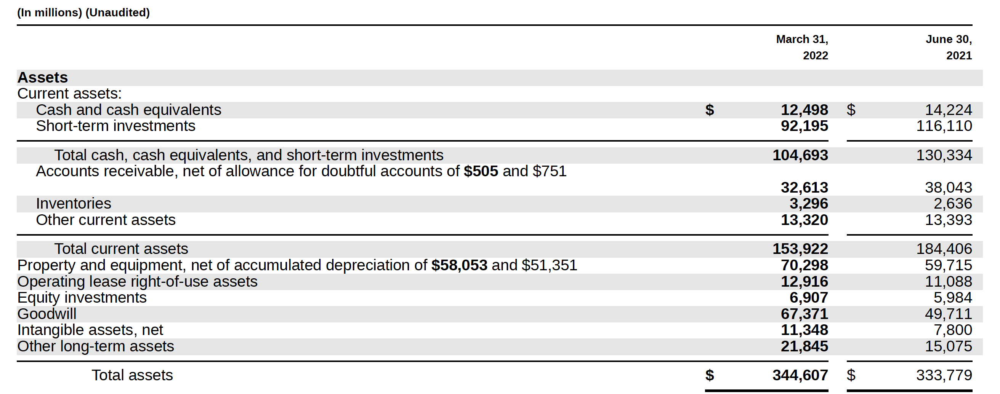 (In millions) (Unaudited)
March 31, June 30,
2022 2021
Assets
Current assets:
Cash and cash equivalents $ 12,498 $ 14,224
Short-term investments 92,195 116,110
Total cash, cash equivalents, and short-term investments 104,693 130,334
Accounts receivable, net of allowance for doubtful accounts of $505 and $751
32,613 38,043
Inventories 3,296 2,636
Other current assets 13,320 13,393
Total current assets 153,922 184,406
Property and equipment, net of accumulated depreciation of $58,053 and $51,351 70,298 59,715
Operating lease right-of-use assets 12,916 11,088
Equity investments 6,907 5,984
Goodwill 67,371 49,711
Intangible assets, net 11,348 7,800
Other long-term assets 21,845 15,075
Total assets $ 344,607 $ 333,779